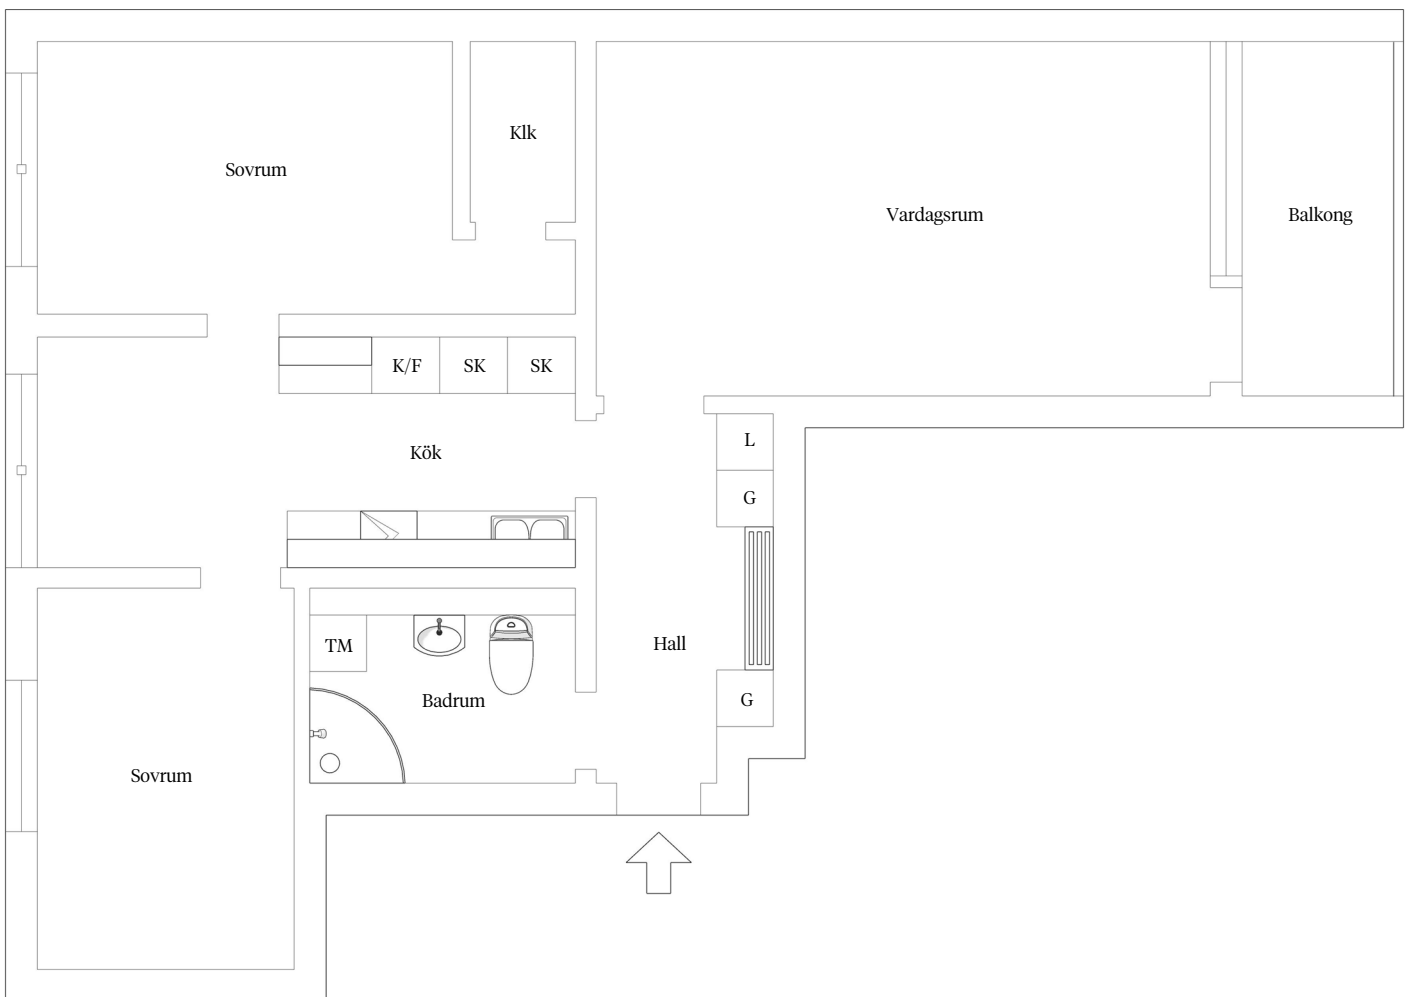 Klk
Sovrum
Vardagsrum
Balkong
K/F
SK
SK
L
Kök
G
Hall
TM
Badrum
G
Sovrum